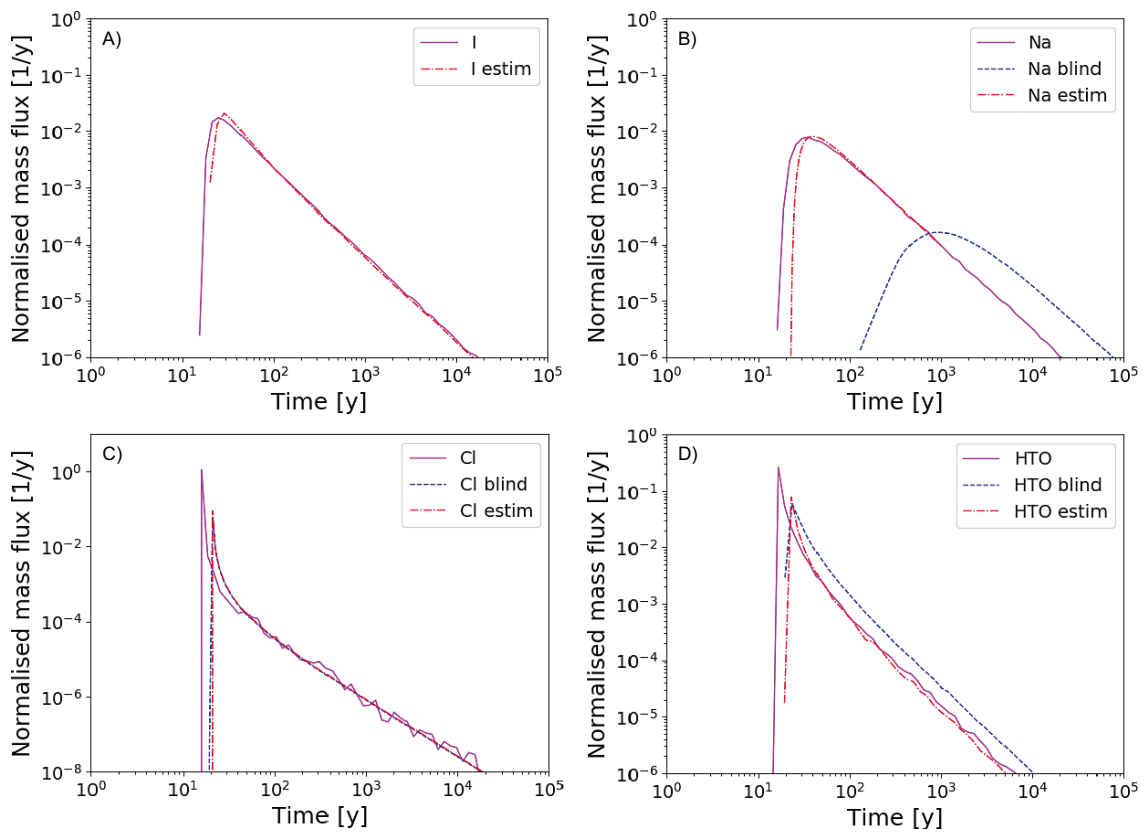 A)
I
I estim
Normalised mass flux [1/y]
10^0
10^-1
10^-2
10^-3
10^-4
10^-5
10^-6
10^0 10^1 10^2 10^3 10^4 10^5
Time [y]
B)
Na
Na blind
Na estim
Normalised mass flux [1/y]
10^0
10^-1
10^-2
10^-3
10^-4
10^-5
10^-6
10^0 10^1 10^2 10^3 10^4 10^5
Time [y]
C)
Cl
Cl blind
Cl estim
Normalised mass flux [1/y]
10^0
10^-2
10^-4
10^-6
10^-8
10^0 10^1 10^2 10^3 10^4 10^5
Time [y]
D)
HTO
HTO blind
HTO estim
Normalised mass flux [1/y]
10^0
10^-1
10^-2
10^-3
10^-4
10^-5
10^-6
10^0 10^1 10^2 10^3 10^4 10^5
Time [y]